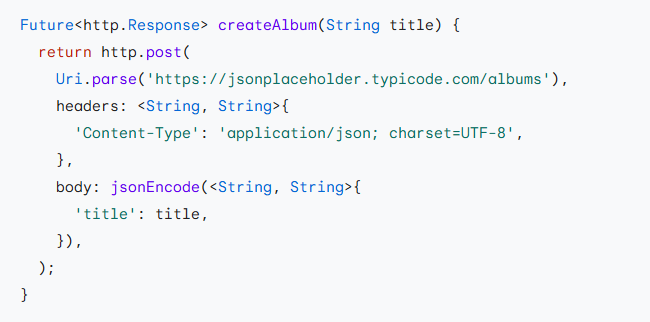 Future<http.Response> createAlbum(String title) {
  return http.post(
    Uri.parse('https://jsonplaceholder.typicode.com/albums'),
    headers: <String, String>{
      'Content-Type': 'application/json; charset=UTF-8',
    },
    body: jsonEncode(<String, String>{
      'title': title,
    }),
  );
}